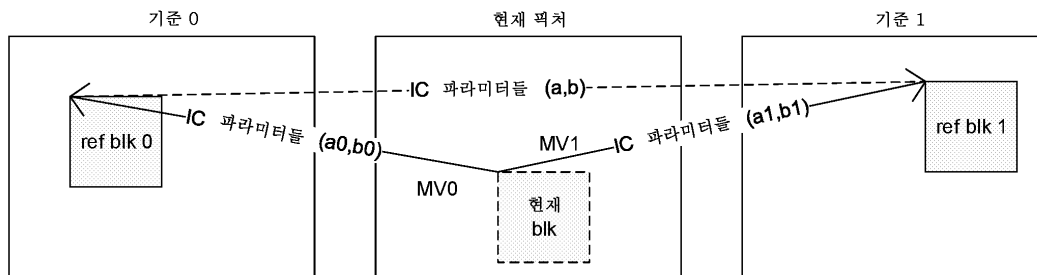 기준 0
현재 픽처
기준 1
IC 파라미터들 (a,b)
IC 파라미터들 (a0,b0)
IC 파라미터들 (a1,b1)
ref blk 0
ref blk 1
MV1
MV0
현재
blk